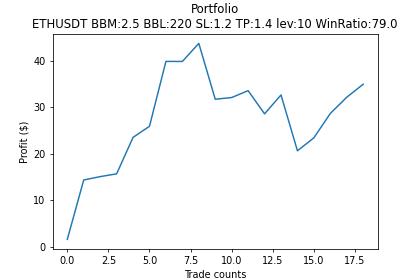 Portfolio
ETHUSDT BBM:2.5 BBL:220 SL:1.2 TP:1.4 lev:10 WinRatio:79.0
40
30
20
10
0
Profit ($)
0.0 2.5 5.0 7.5 10.0 12.5 15.0 17.5
Trade counts